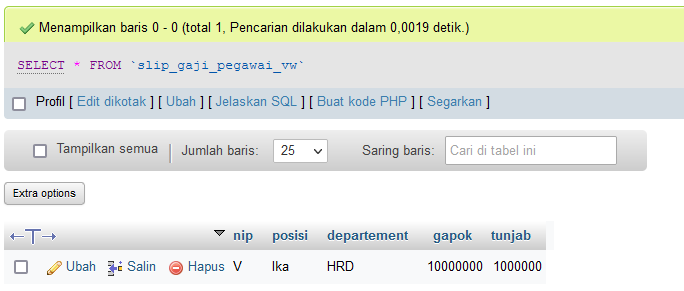 Menampilkan baris 0 - 0 (total 1, Pencarian dilakukan dalam 0,0019 detik.)
SELECT * FROM `slip_gaji_pegawai_vw`
Profil [ Edit dikotak ] [ Ubah ] [ Jelaskan SQL ] [ Buat kode PHP ] [ Segarkan ]
Tampilkan semua | Jumlah baris: 25 Saring baris: Cari di tabel ini
Extra options
←T→ nip posisi departement gapok tunjab
Ubah Salin Hapus V Ika HRD 10000000 1000000